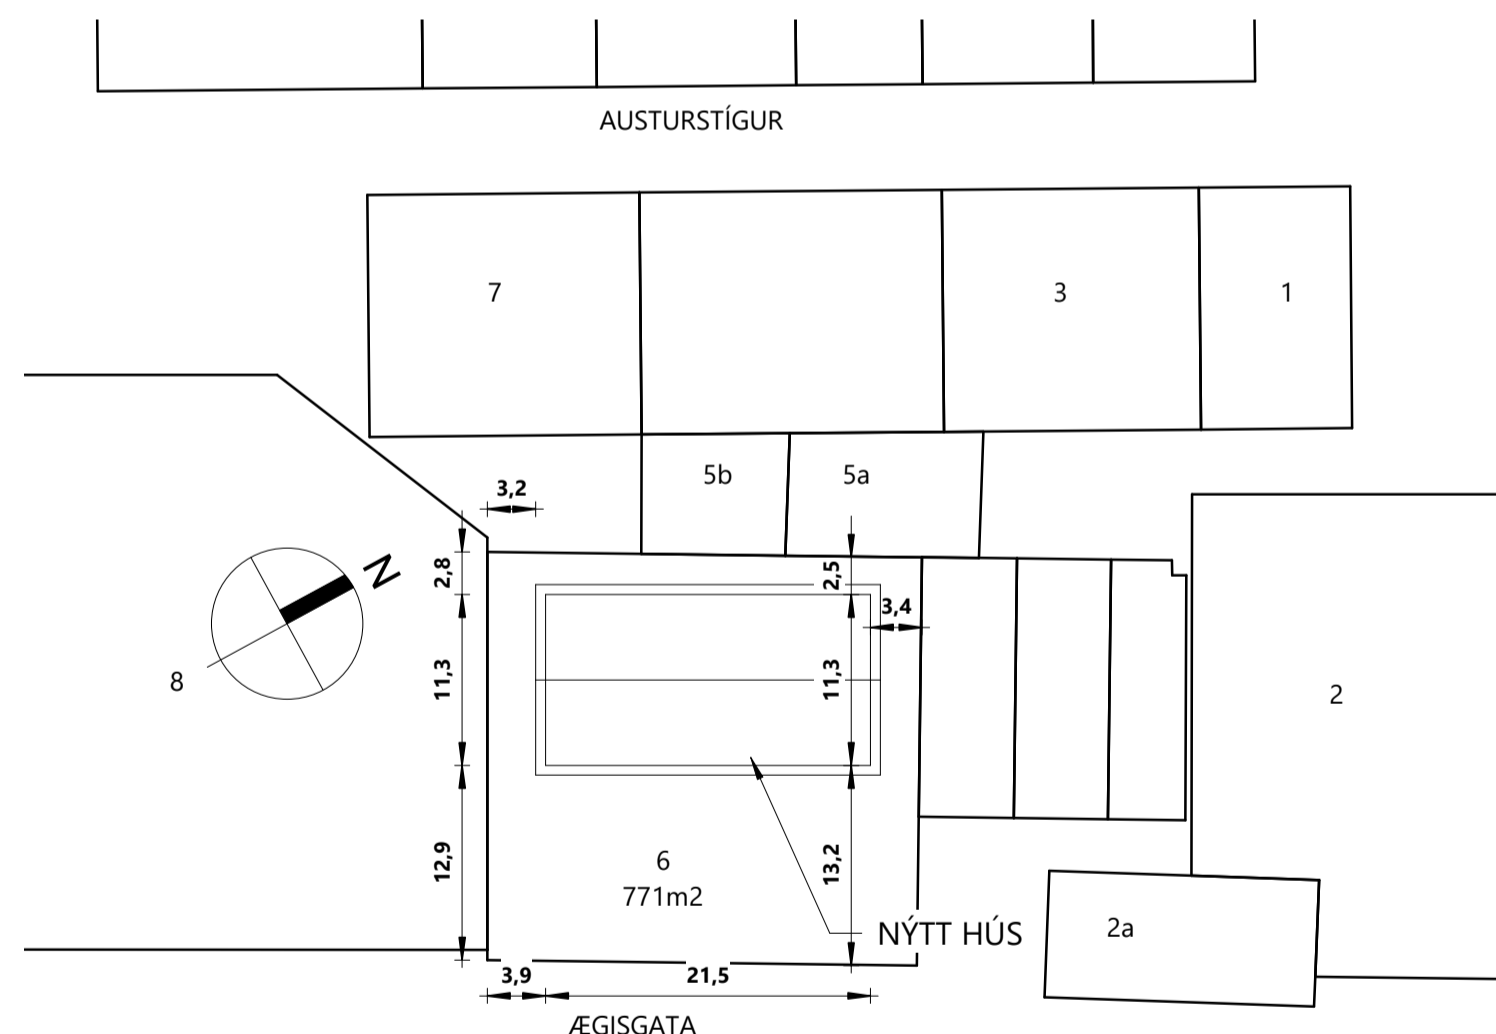 AUSTURSTÍGUR
7
3
1
5b
5a
3,2
2,8
2,5
N
3,4
8
11,3
11,3
2
12,9
6
771m2
13,2
NÝTT HÚS
2a
3,9
21,5
ÆGISGATA